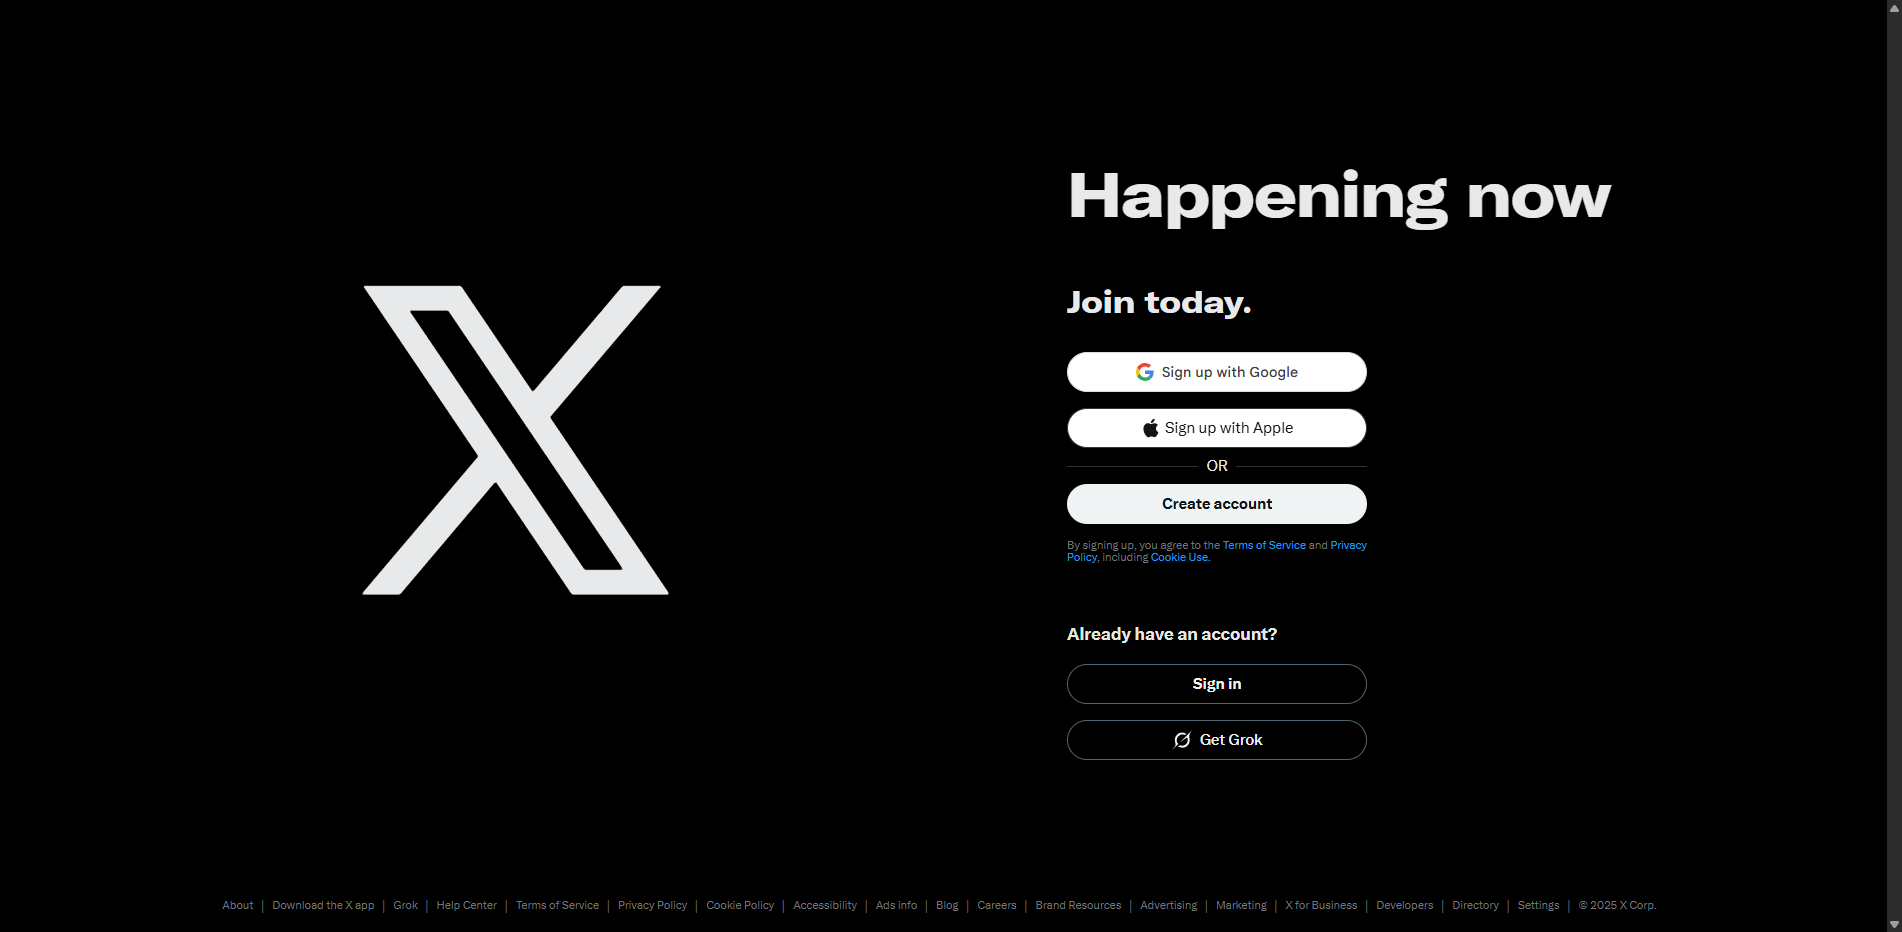 Happening now
Join today.
Sign up with Google
Sign up with Apple
OR
Create account
By signing up, you agree to the Terms of Service and Privacy
Policy, including Cookie Use.
Already have an account?
Sign in
Get Grok
About | Download the X app | Grok | Help Center | Terms of Service | Privacy Policy | Cookie Policy | Accessibility | Ads info | Blog | Careers | Brand Resources | Advertising | Marketing | X for Business | Developers | Directory | Settings | © 2025 X Corp.